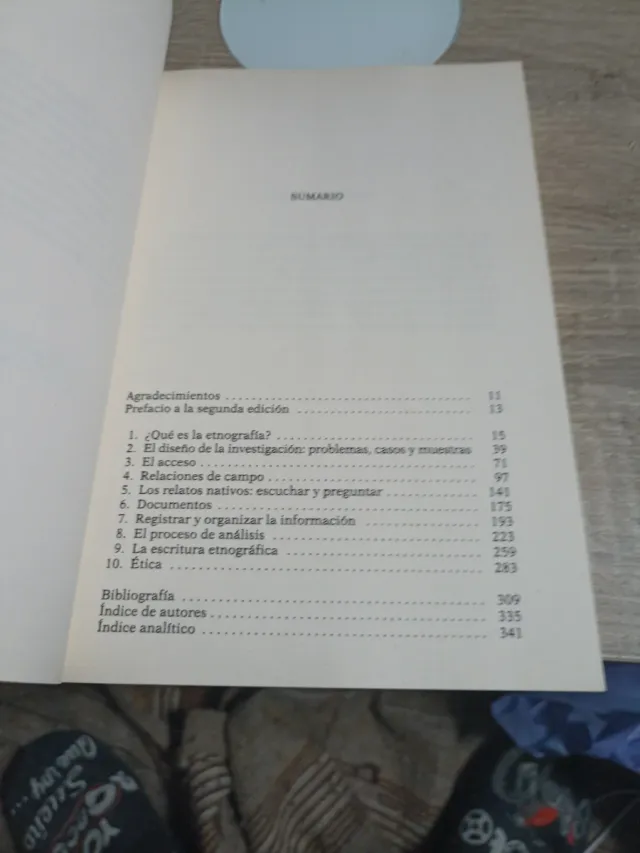 SUMARIO
Agradecimientos 11
Prefacio a la segunda edición 13
1. ¿Qué es la etnografía? 15
2. El diseño de la investigación: problemas, casos y muestras 39
3. El acceso 71
4. Relaciones de campo 97
5. Los relatos nativos: escuchar y preguntar 141
6. Documentos 175
7. Registrar y organizar la información 193
8. El proceso de análisis 223
9. La escritura etnográfica 259
10. Ética 283
Bibliografía 309
Índice de autores 335
Índice analítico 341